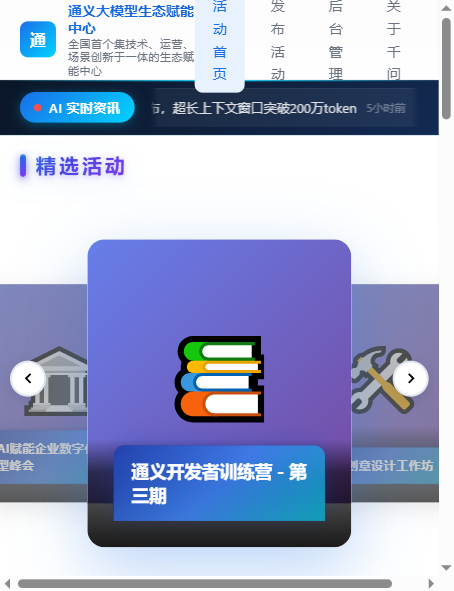 通义大模型生态赋能
中心
全国首个集技术、运营、
场景创新于一体的生态赋
能中心
通
活动首页
发布活动
后台管理
关于千问
AI 实时资讯
布，超长上下文窗口突破200万token 5小时前
精选活动
AI赋能企业数字化
型峰会
通义开发者训练营 - 第
三期
创意设计工作坊